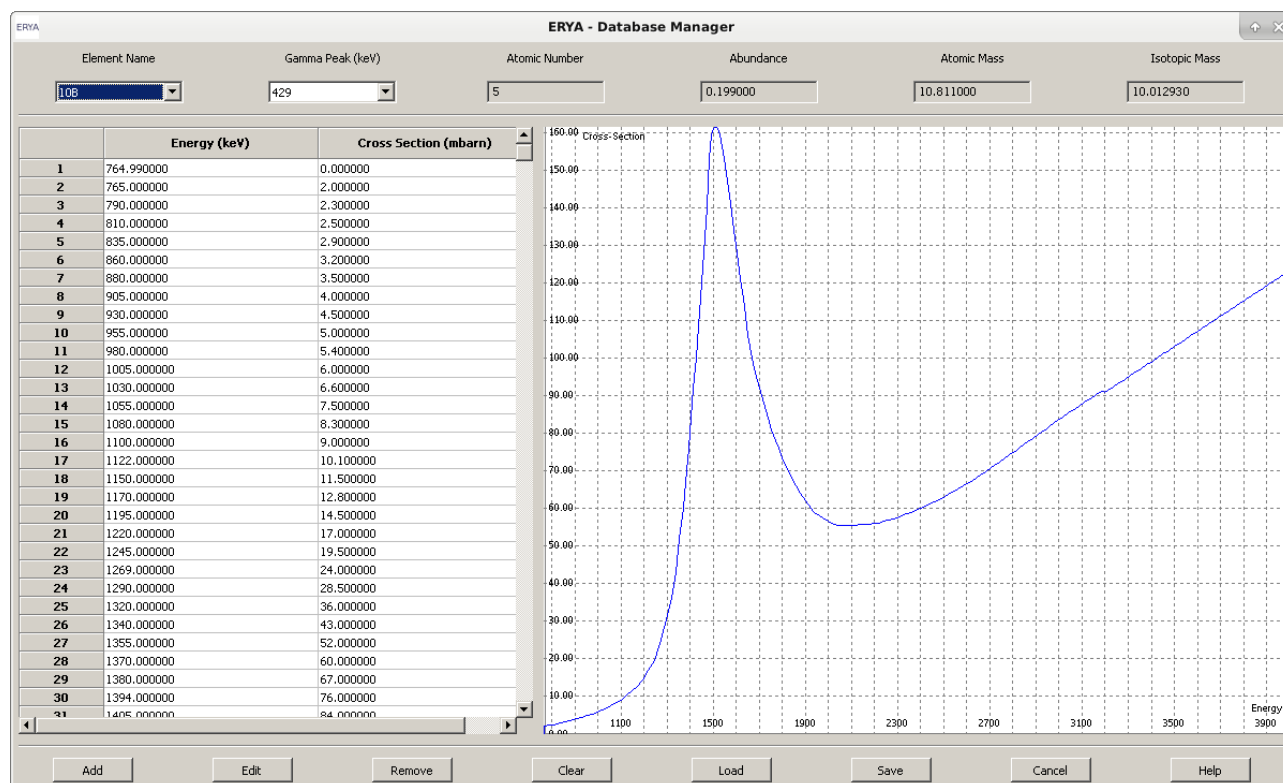 ERYA ERYA - Database Manager
Element Name Gamma Peak (keV) Atomic Number Abundance Atomic Mass Isotopic Mass
10B 429 5 0.199000 10.811000 10.012930
Energy (keV) Cross Section (mbarn)
1 764.990000 0.000000
2 765.000000 2.000000
3 790.000000 2.300000
4 810.000000 2.500000
5 835.000000 2.900000
6 860.000000 3.200000
7 880.000000 3.500000
8 905.000000 4.000000
9 930.000000 4.500000
10 955.000000 5.000000
11 980.000000 5.400000
12 1005.000000 6.000000
13 1030.000000 6.600000
14 1055.000000 7.500000
15 1080.000000 8.300000
16 1100.000000 9.000000
17 1122.000000 10.100000
18 1150.000000 11.500000
19 1170.000000 12.800000
20 1195.000000 14.500000
21 1220.000000 17.000000
22 1245.000000 19.500000
23 1269.000000 24.000000
24 1290.000000 28.500000
25 1320.000000 36.000000
26 1340.000000 43.000000
27 1355.000000 52.000000
28 1370.000000 60.000000
29 1380.000000 67.000000
30 1394.000000 76.000000
31 1405.000000 84.000000
Cross-Section
160.00
150.00
140.00
130.00
120.00
110.00
100.00
90.00
80.00
70.00
60.00
50.00
40.00
30.00
20.00
10.00
0.00
Energy
1100 1500 1900 2300 2700 3100 3500 3900
Add Edit Remove Clear Load Save Cancel Help